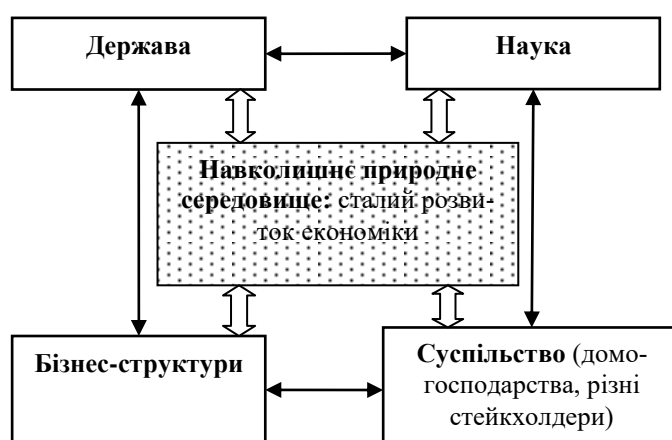 Держава
Наука
Навколишнє природне
середовище: сталий розви-
ток економіки
Бізнес-структури
Суспільство (домо-
господарства, різні
стейкхолдери)